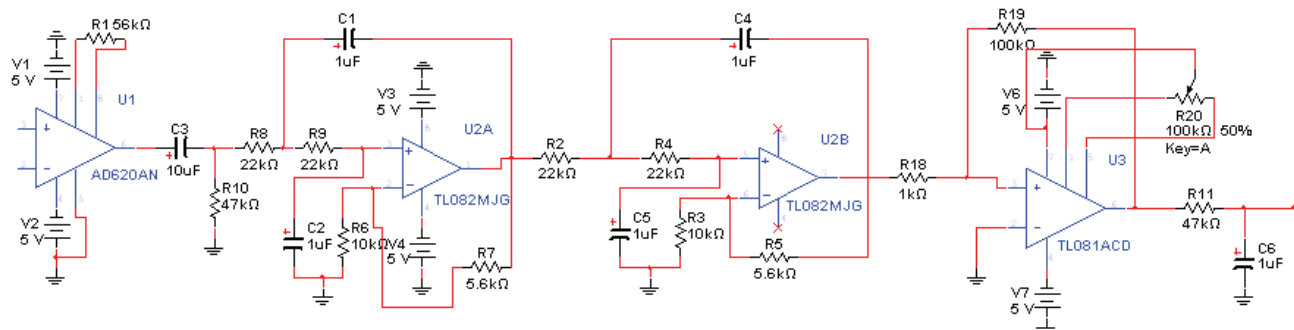 R1 56kΩ
V1
5 V
U1
AD620AN
V2
5 V
C3
10uF
R10
47kΩ
R8
22kΩ
R9
22kΩ
C1
1uF
C2
1uF
R6
10kΩ
V3
5 V
U2A
TL082MJG
V4
5 V
R7
5.6kΩ
R2
22kΩ
C4
1uF
R4
22kΩ
C5
1uF
R3
10kΩ
U2B
TL082MJG
R5
5.6kΩ
R18
1kΩ
R19
100kΩ
V6
5 V
R20
100kΩ
50%
Key=A
U3
TL081ACD
V7
5 V
R11
47kΩ
C6
1uF